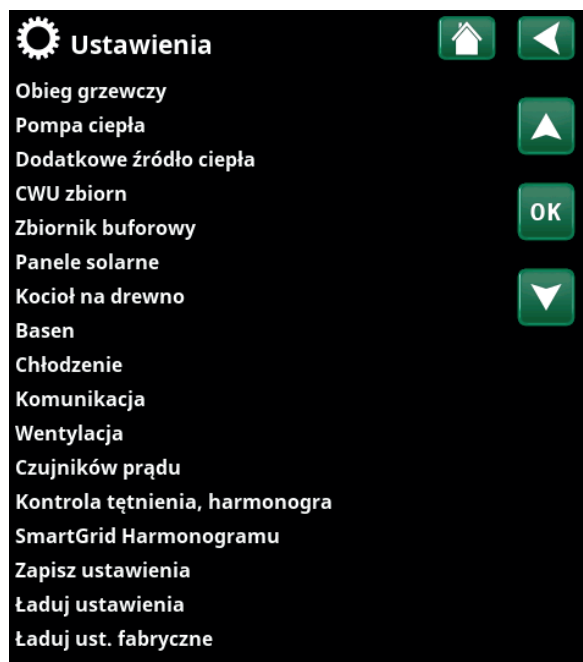 Ustawienia
Obieg grzewczy
Pompa ciepła
Dodatkowe źródło ciepła
OK
CWU zbiorn
Zbiornik buforowy
Panele solarne
Kocioł na drewno
Basen
Chłodzenie
Komunikacja
Wentylacja
Czujników prądu
Kontrola tętnienia, harmonogra
SmartGrid Harmonogramu
Zapisz ustawienia
Ładuj ustawienia
Ładuj ust. fabryczne